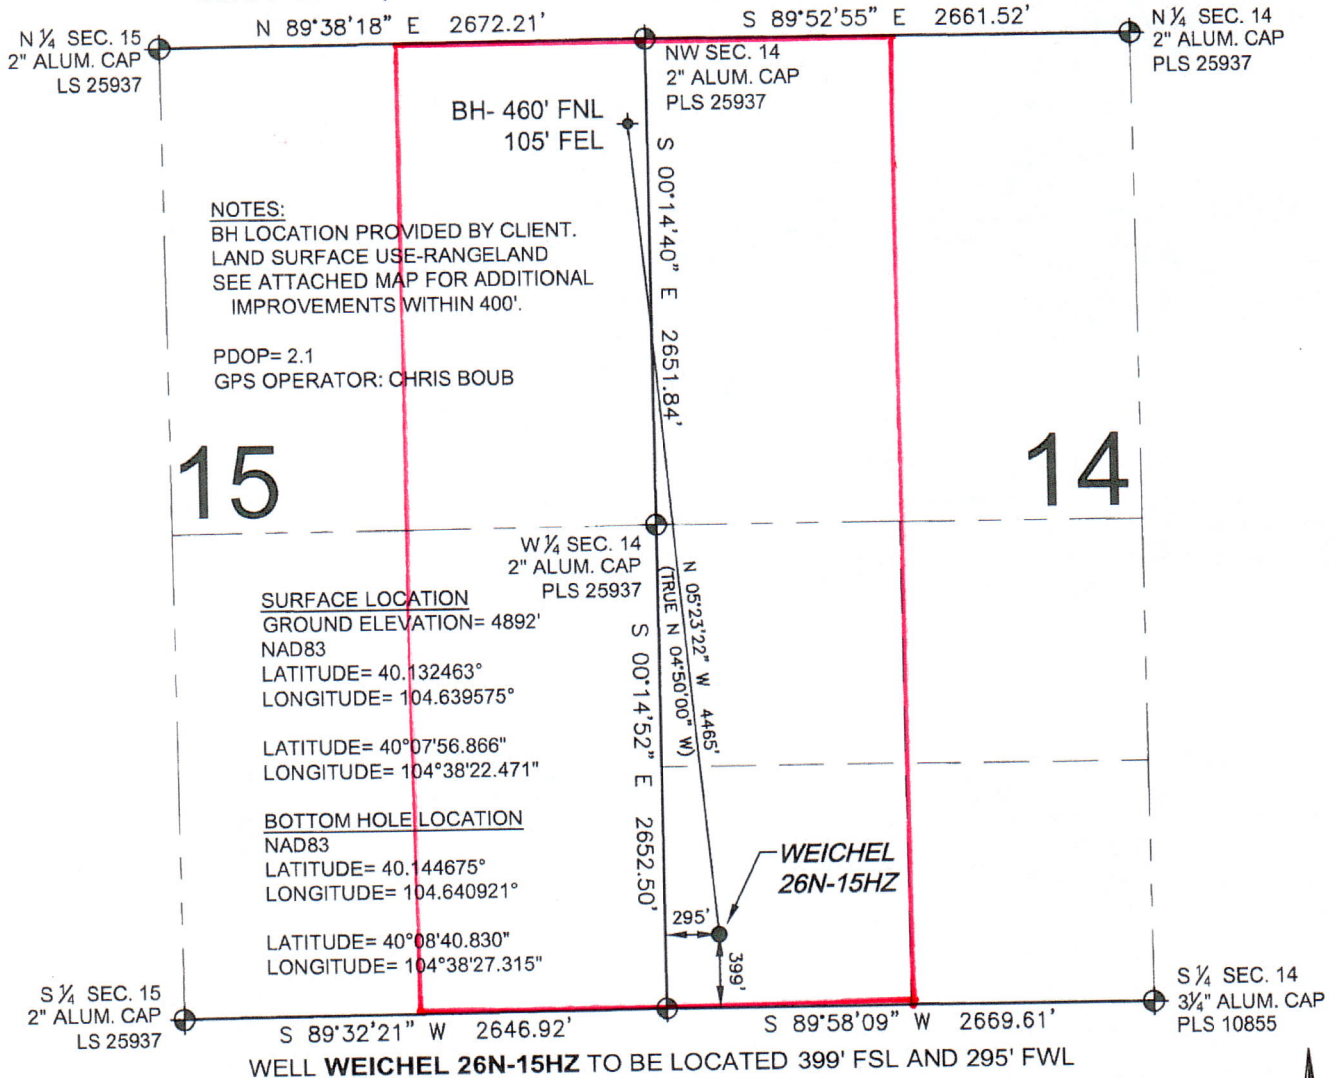 N 89°38'18" E 2672.21'
S 89°52'55" E 2661.52'
N ¼ SEC. 15
2" ALUM. CAP
LS 25937
NW SEC. 14
2" ALUM. CAP
PLS 25937
N ¼ SEC. 14
2" ALUM. CAP
PLS 25937
BH- 460' FNL
105' FEL
S 00°14'40" E 2651.84'
NOTES:
BH LOCATION PROVIDED BY CLIENT.
LAND SURFACE USE-RANGELAND
SEE ATTACHED MAP FOR ADDITIONAL
IMPROVEMENTS WITHIN 400'.
PDOP= 2.1
GPS OPERATOR: CHRIS BOUB
15
14
W ¼ SEC. 14
2" ALUM. CAP
PLS 25937
N 05°23'22" W 4465'
(TRUE N 04°50'00" W)
S 00°14'52" E 2652.50'
SURFACE LOCATION
GROUND ELEVATION= 4892'
NAD83
LATITUDE= 40.132463°
LONGITUDE= 104.639575°
LATITUDE= 40°07'56.866"
LONGITUDE= 104°38'22.471"
BOTTOM HOLE LOCATION
NAD83
LATITUDE= 40.144675°
LONGITUDE= 104.640921°
LATITUDE= 40°08'40.830"
LONGITUDE= 104°38'27.315"
WEICHEL
26N-15HZ
295'
399'
S ¼ SEC. 15
2" ALUM. CAP
LS 25937
S 89°32'21" W 2646.92'
S 89°58'09" W 2669.61'
S ¼ SEC. 14
3¼" ALUM. CAP
PLS 10855
WELL WEICHEL 26N-15HZ TO BE LOCATED 399' FSL AND 295' FWL